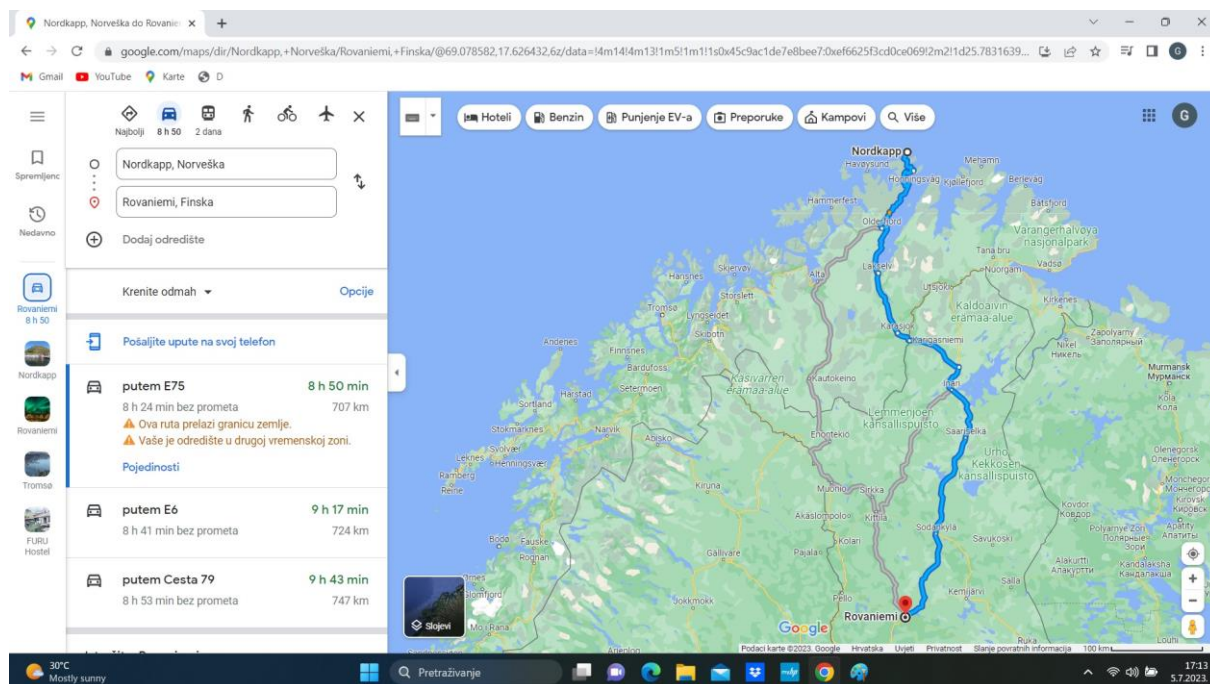 Nordkapp, Norveška do Rovanie
google.com/maps/dir/Nordkapp,+Norveška/Rovaniemi,+Finska/@69.078582,17.626432,6z/data=!4m14!4m13!1m5!1m1!1s0x45c9ac1de7e8bee7:0xef6625f3cd0ce069!2m2!1d25.7831639...
G
Gmail YouTube Karte D
Spremljenc
Nedavno
Rovaniemi
8 h 50
Nordkapp
Rovaniemi
Tromsø
FURU
Hostel
Najbolji 8 h 50 2 dana
Nordkapp, Norveška
Rovaniemi, Finska
Dodaj odredište
Krenite odmah Opcije
Pošaljite upute na svoj telefon
putem E75 8 h 50 min
8 h 24 min bez prometa 707 km
Ova ruta prelazi granicu zemlje.
Vaše je odredište u drugoj vremenskoj zoni.
Pojedinosti
putem E6 9 h 17 min
8 h 41 min bez prometa 724 km
putem Cesta 79 9 h 43 min
8 h 53 min bez prometa 747 km
Hoteli Benzin Punjenje EV-a Preporuke Kampovi Više
G
Nordkapp
Havøysund
Mehamn
Honningsvåg
Kjøllefjord
Berlevåg
Hammerfest
Båtsfjord
Olderfjord
Varangerhalvøya
nasjonalpark
Tana bru
Vadsø
Nuorgam
Lakselv
Alta
Hansnes
Skjervøy
Utsjoki
Kirkenes
Storslett
Tromsø
Lyngseidet
Kaldoaivin
erämaa-alue
Skibotn
Karasjok
Karigasniemi
Zapolyarny
Заполярный
Nikel
Никель
Andenes
Finnsnes
Bardufoss
Setermoen
Murmansk
Мурманск
Käsivarren
erämaa-alue
Kautokeino
Inari
Kola
Кола
Harstad
Sortland
Lemmenjoen
kansallispuisto
Stokmarknes
Narvik
Abisko
Enontekiö
Saariselkä
Svolvær
Leknes
Henningsvær
Ramberg
Reine
Urho
Kekkosen
kansallispuisto
Olenegorsk
Оленегорск
Kiruna
Muonio
Sirkka
Monchegor
Мончегор
Kirovsk
Кировск
Kovdor
Ковдор
Äkäslompolo
Kittilä
Sodankylä
Savukoski
Polyarnye Zori
Полярные
Зори
Apatity
Апатиты
Bodø
Fauske
Rognan
Kolari
Gällivare
Pajala
Alakurtti
Алакуртти
Kandalaksha
Кандалакша
Salla
Kemijärvi
Jokkmokk
Pello
Rovaniemi
Mo i Rana
Ruka
Louhi
Arjeplog
Slojevi
Google
Podaci karte ©2023. Google Hrvatska Uvjeti Privatnost Slanje povratnih informacija 100 km
30°C
Mostly sunny
Pretraživanje
17:13
5.7.2023.